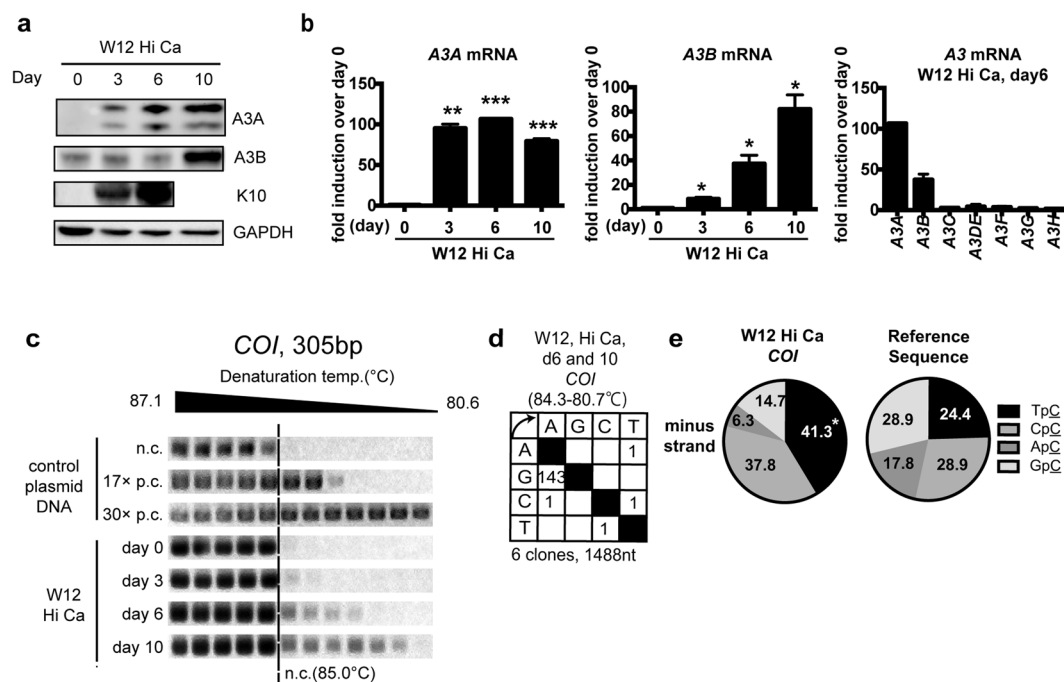 a
W12 Hi Ca
Day 0 3 6 10
A3A
A3B
K10
GAPDH
b
A3A mRNA
fold induction over day 0
150
100
50
0
(day) 0 3 6 10
W12 Hi Ca
** *** ***
A3B mRNA
fold induction over day 0
100
80
60
40
20
0
(day) 0 3 6 10
W12 Hi Ca
* * *
A3 mRNA
W12 Hi Ca, day6
fold induction over day 0
150
100
50
0
A3A A3B A3C A3DE A3F A3G A3H
c
COI, 305bp
Denaturation temp.(°C)
87.1 80.6
control
plasmid
DNA
n.c.
17× p.c.
30× p.c.
W12
Hi Ca
day 0
day 3
day 6
day 10
n.c.(85.0°C)
d
W12, Hi Ca,
d6 and 10
COI
(84.3-80.7℃)
A G C T
A 1
G 143
C 1 1
T 1
6 clones, 1488nt
e
W12 Hi Ca
COI
Reference
Sequence
minus
strand
14.7
6.3
41.3*
37.8
28.9
24.4
17.8
28.9
TpC
CpC
ApC
GpC